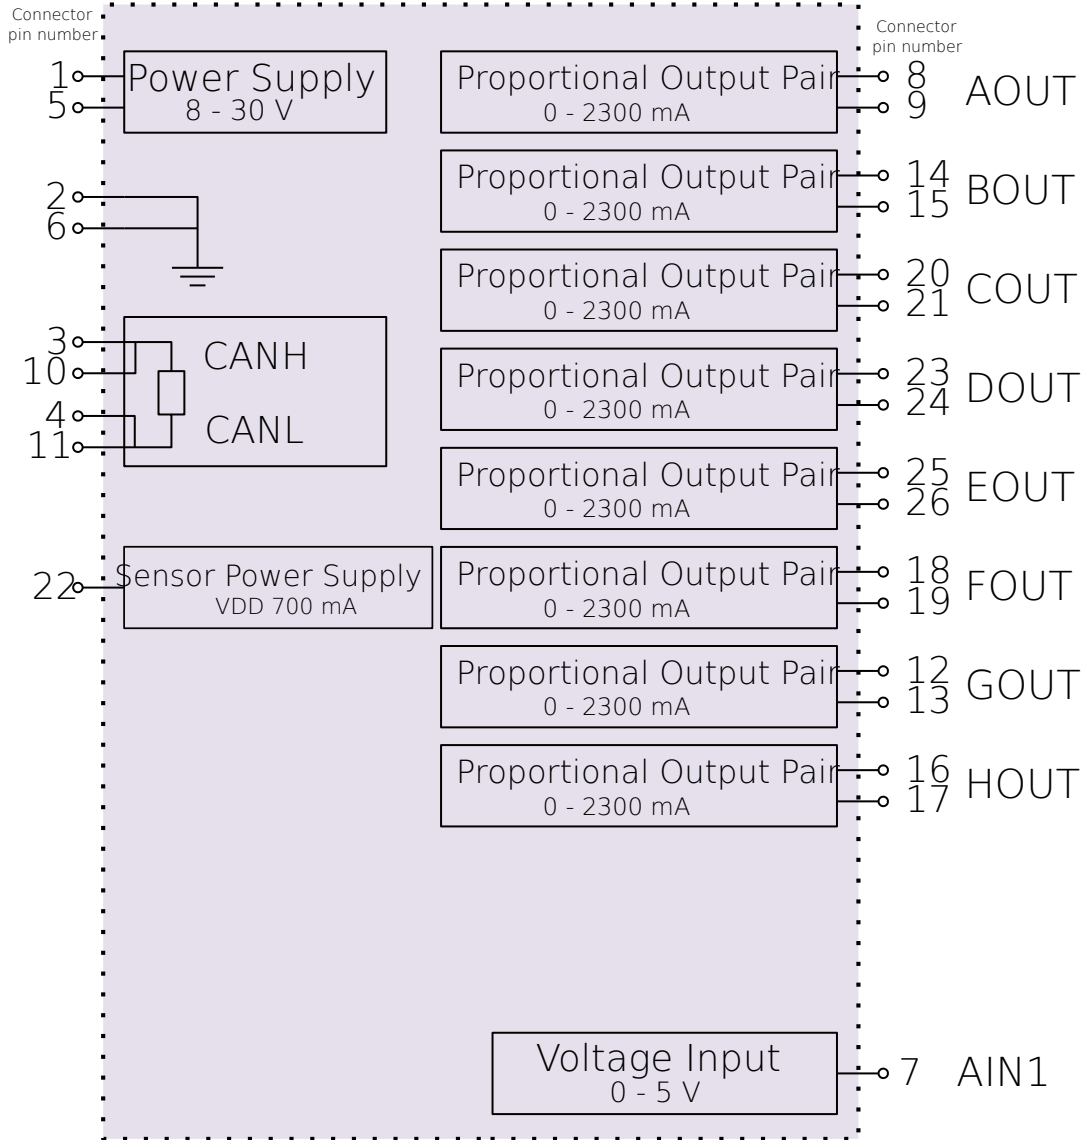 Connector
pin number
1
Power Supply
5
8 - 30 V
2
6
3
CANH
10
4
CANL
11
22
Sensor Power Supply
VDD 700 mA
Connector
pin number
Proportional Output Pair
0 - 2300 mA
8
9
AOUT
Proportional Output Pair
0 - 2300 mA
14
15
BOUT
Proportional Output Pair
0 - 2300 mA
20
21
COUT
Proportional Output Pair
0 - 2300 mA
23
24
DOUT
Proportional Output Pair
0 - 2300 mA
25
26
EOUT
Proportional Output Pair
0 - 2300 mA
18
19
FOUT
Proportional Output Pair
0 - 2300 mA
12
13
GOUT
Proportional Output Pair
0 - 2300 mA
16
17
HOUT
Voltage Input
0 - 5 V
7
AIN1